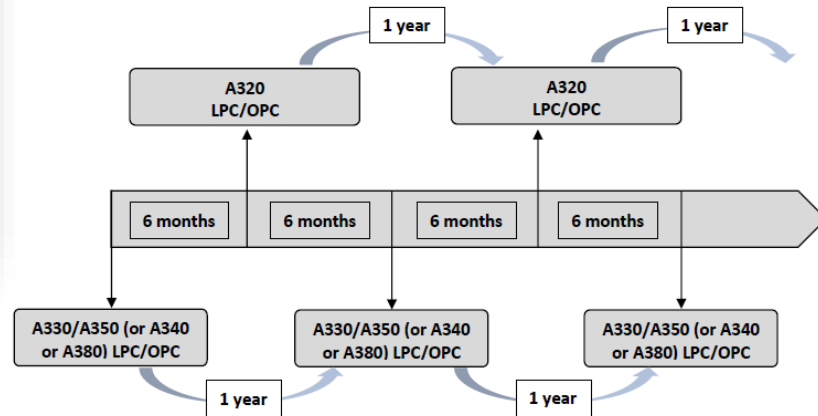 1 year
1 year
A320
LPC/OPC
A320
LPC/OPC
6 months
6 months
6 months
6 months
A330/A350 (or A340
or A380) LPC/OPC
A330/A350 (or A340
or A380) LPC/OPC
A330/A350 (or A340
or A380) LPC/OPC
1 year
1 year